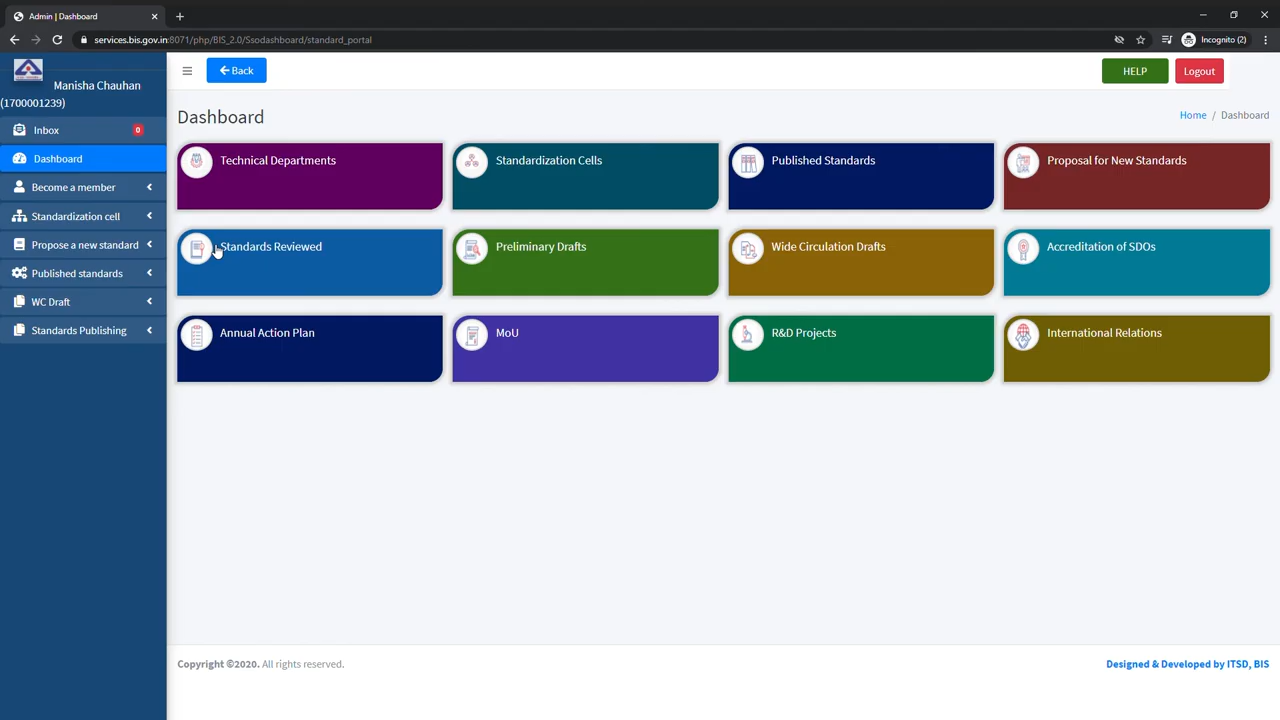 Admin | Dashboard
services.bis.gov.in:8071/php/BIS_2.0/Ssodashboard/standard_portal
Incognito (2)
Manisha Chauhan
(1700001239)
Inbox 0
Dashboard
Become a member
Standardization cell
Propose a new standard
Published standards
WC Draft
Standards Publishing
Back
HELP
Logout
Dashboard
Home / Dashboard
Technical Departments
Standardization Cells
Published Standards
Proposal for New Standards
Standards Reviewed
Preliminary Drafts
Wide Circulation Drafts
Accreditation of SDOs
Annual Action Plan
MoU
R&D Projects
International Relations
Copyright ©2020. All rights reserved.
Designed & Developed by ITSD, BIS